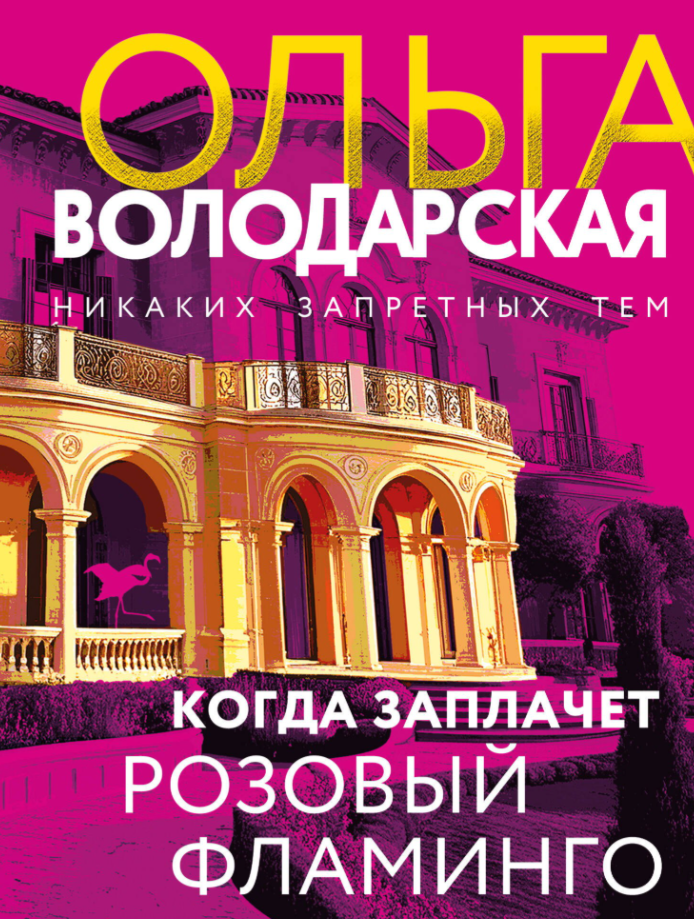 ОЛЬГА
ВОЛОДАРСКАЯ
НИКАКИХ ЗАПРЕТНЫХ ТЕМ
КОГДА ЗАПЛАЧЕТ
РОЗОВЫЙ
ФЛАМИНГО